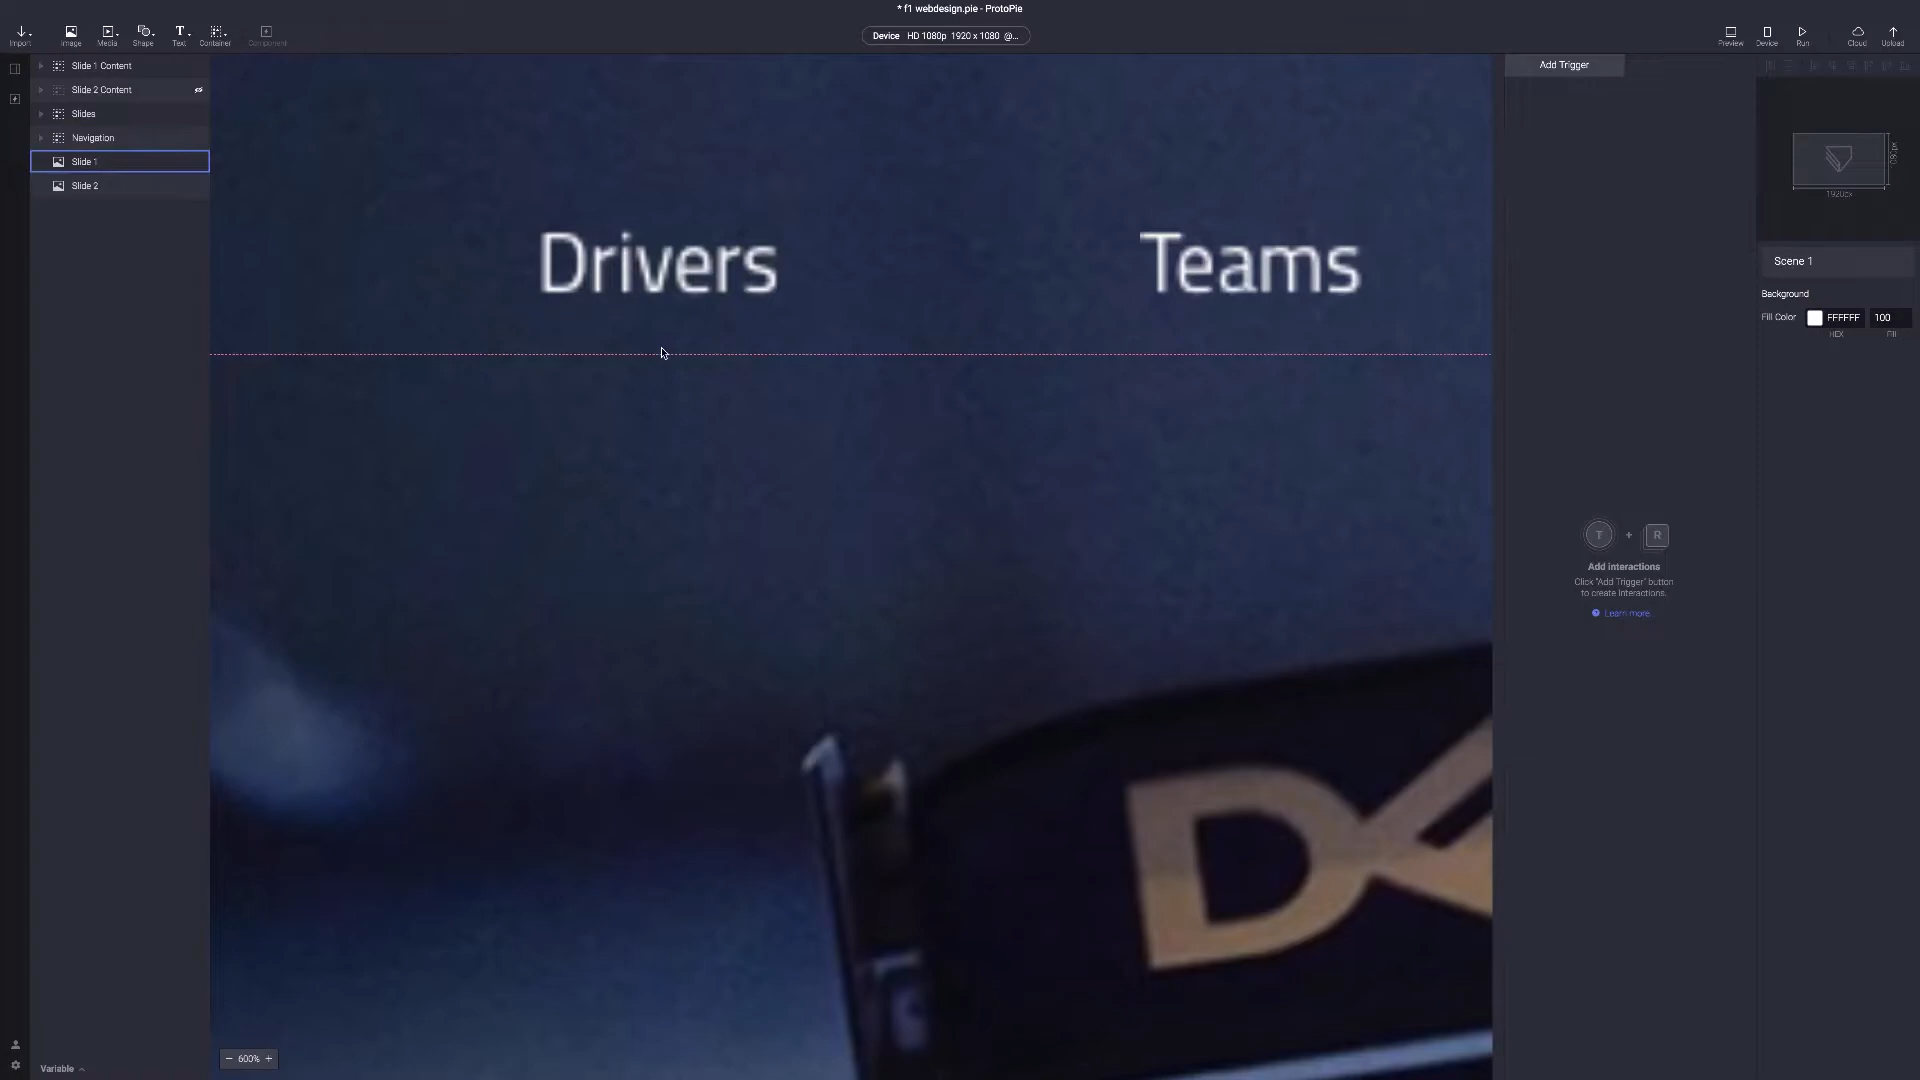 * f1 webdesign.pie - ProtoPie
Import
Image
Media
Shape
Text
Container
Component
Device HD 1080p 1920 x 1080 @...
Preview
Device
Run
Cloud
Upload
Slide 1 Content
Slide 2 Content
Slides
Navigation
Slide 1
Slide 2
Drivers
Teams
D
Add Trigger
T + R
Add interactions
Click "Add Trigger" button
to create Interactions.
Learn more
1920px
Scene 1
Background
Fill Color FFFFFF 100
HEX Fill
− 600% +
Variable